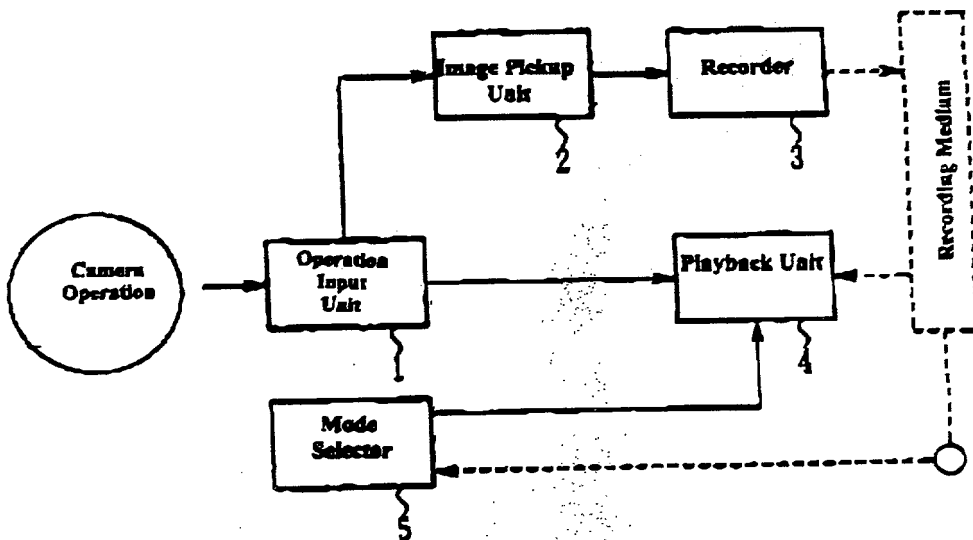 Image Pickup
Unit
2
Recorder
3
Recording Medium
Camera
Operation
Operation
Input
Unit
1
Playback Unit
4
Mode
Selector
5